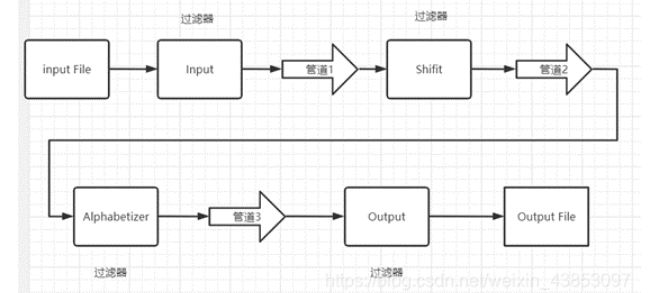 过滤器
过滤器
input File
Input
管道1
Shifit
管道2
Alphabetizer
管道3
Output
Output File
过滤器
过滤器
https://blog.csdn.net/weixin_43853097